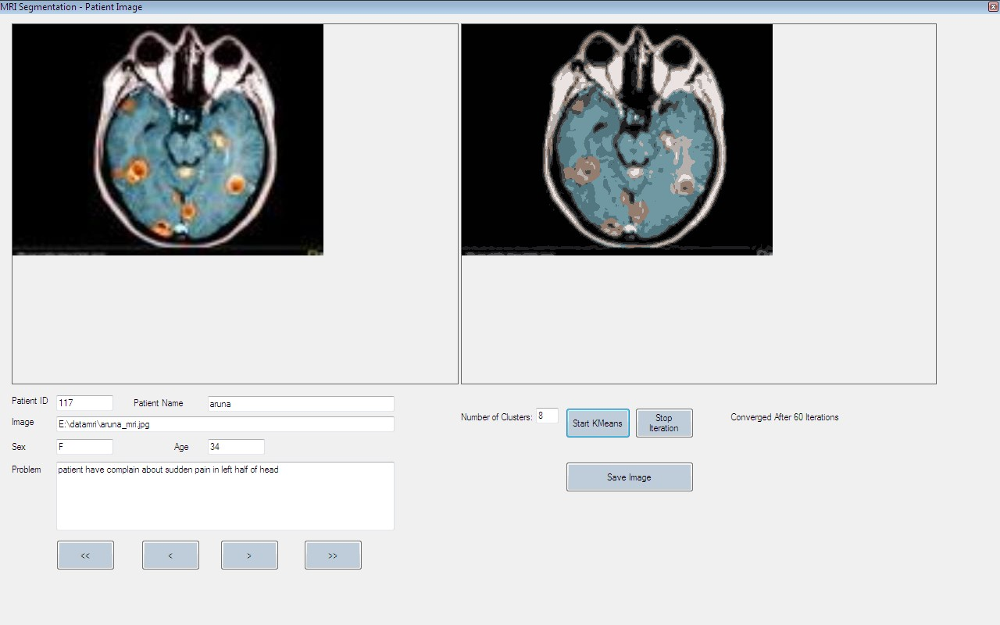 MRI Segmentation - Patient Image
Patient ID 117 Patient Name aruna
Image E:\datamri\aruna_mri.jpg
Sex F Age 34
Problem patient have complain about sudden pain in left half of head
<< < > >>
Number of Clusters: 8 Start KMeans Stop Iteration Converged After 60 Iterations
Save Image